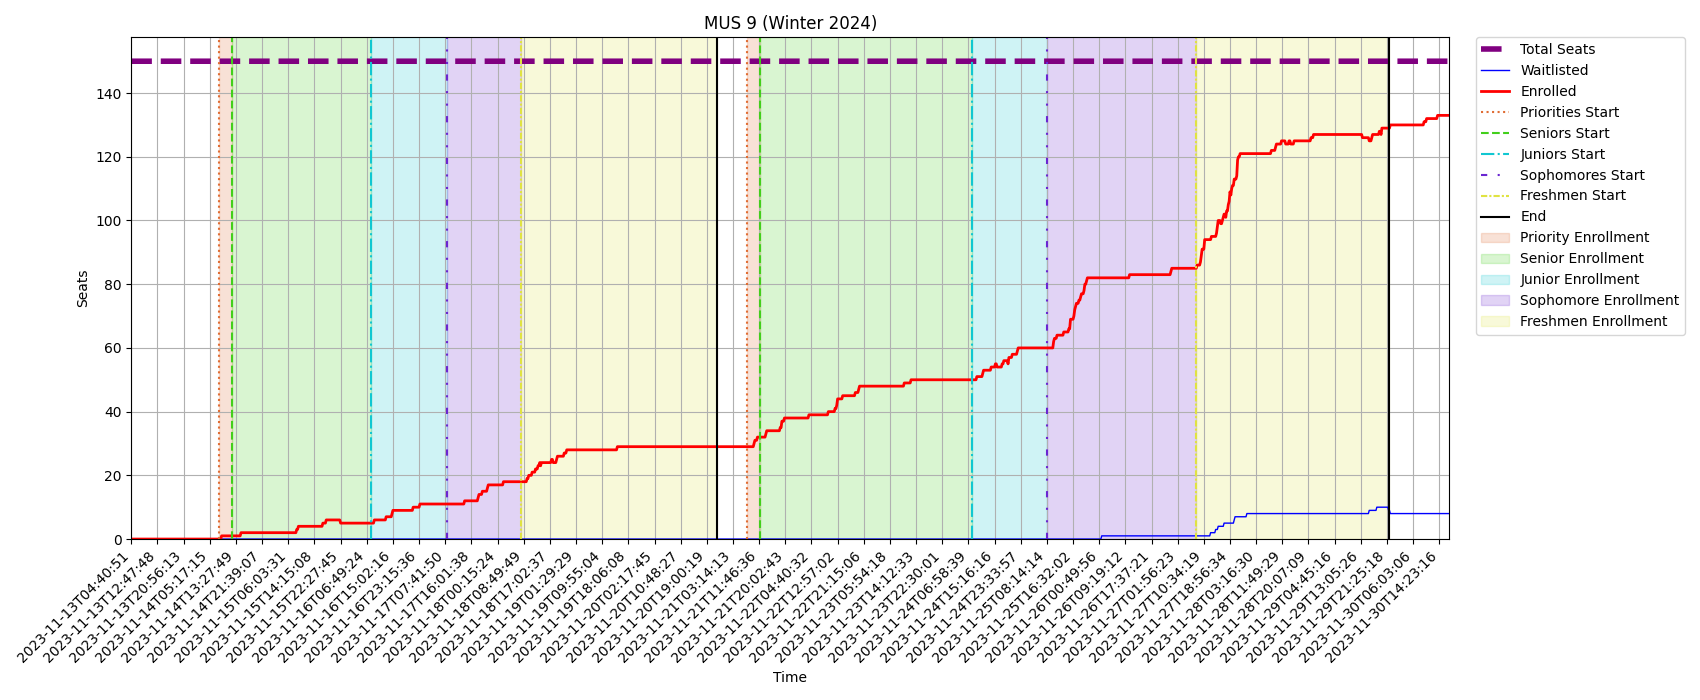 MUS 9 (Winter 2024)
Seats
140
120
100
80
60
40
20
0
2023-11-13T04:40:51
2023-11-13T12:47:48
2023-11-13T20:56:13
2023-11-14T05:17:15
2023-11-14T13:27:49
2023-11-14T21:39:07
2023-11-15T06:03:31
2023-11-15T14:15:08
2023-11-15T22:27:45
2023-11-16T06:49:24
2023-11-16T15:02:16
2023-11-16T23:15:36
2023-11-17T07:41:50
2023-11-17T16:01:38
2023-11-18T00:15:24
2023-11-18T08:49:49
2023-11-18T17:02:37
2023-11-19T01:29:29
2023-11-19T09:55:04
2023-11-19T18:06:08
2023-11-20T02:17:45
2023-11-20T10:48:27
2023-11-20T19:00:19
2023-11-21T03:14:13
2023-11-21T11:46:36
2023-11-21T20:02:43
2023-11-22T04:40:32
2023-11-22T12:57:02
2023-11-22T21:15:06
2023-11-23T05:54:18
2023-11-23T14:12:33
2023-11-23T22:30:01
2023-11-24T06:58:39
2023-11-24T15:16:16
2023-11-24T23:33:57
2023-11-25T08:14:14
2023-11-25T16:32:02
2023-11-26T00:49:56
2023-11-26T09:19:12
2023-11-26T17:37:21
2023-11-27T01:56:23
2023-11-27T10:34:19
2023-11-27T18:56:34
2023-11-28T03:16:30
2023-11-28T11:49:29
2023-11-28T20:07:09
2023-11-29T04:45:16
2023-11-29T13:05:26
2023-11-29T21:25:18
2023-11-30T06:03:06
2023-11-30T14:23:16
Time
Total Seats
Waitlisted
Enrolled
Priorities Start
Seniors Start
Juniors Start
Sophomores Start
Freshmen Start
End
Priority Enrollment
Senior Enrollment
Junior Enrollment
Sophomore Enrollment
Freshmen Enrollment